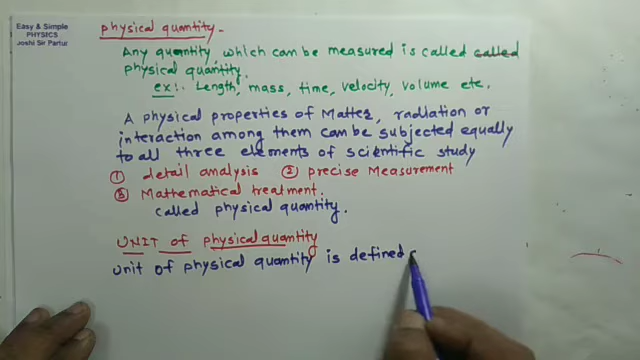 Easy & Simple
PHYSICS
Joshi Sir Partur
physical quantity.
Any quantity which can be measured is called called
physical quantity.
ex:. Length, mass, time, velocity, volume etc.
A physical properties of Matter, radiation or
interaction among them can be subjected equally
to all three elements of scientific study
① detail analysis ② precise Measurement
③ Mathematical treatment.
called physical quantity.
UNIT of physical quantity
Unit of physical quantity is defined